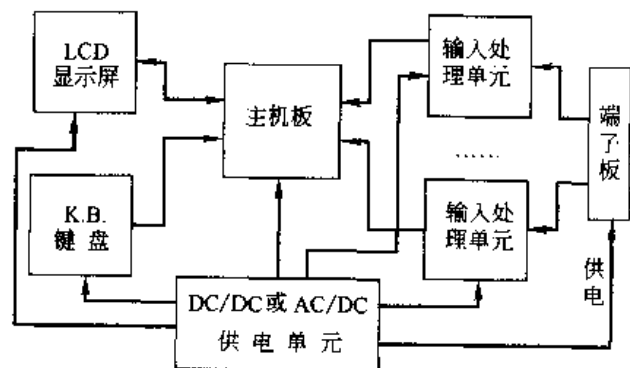 LCD
显示屏
主机板
输入处
理单元
端子板
……
K.B.
键 盘
输入处
理单元
供电
DC/DC或AC/DC
供 电 单 元